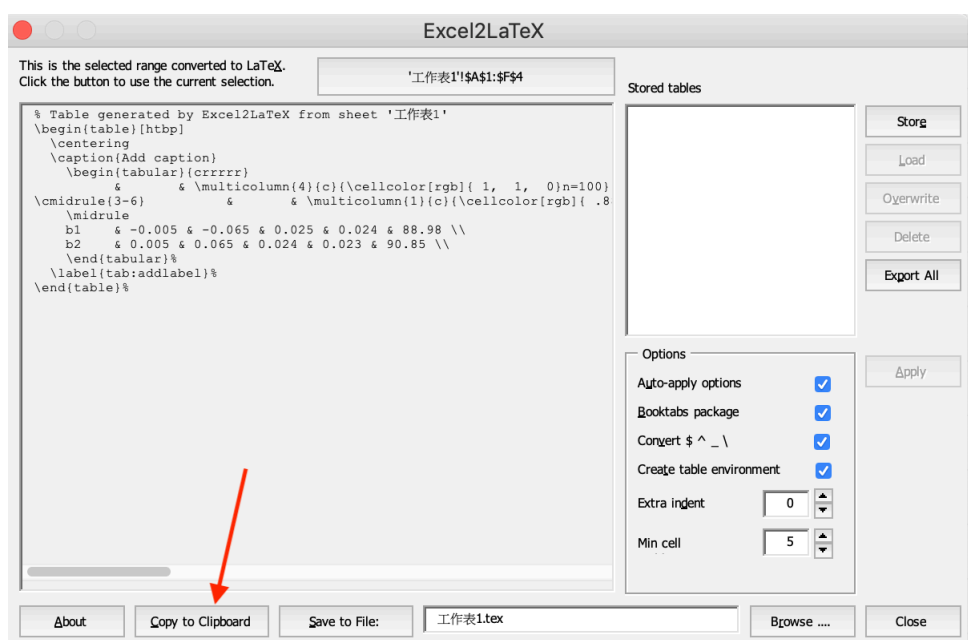 Excel2LaTeX
This is the selected range converted to LaTeX.
Click the button to use the current selection.
'工作表1'!$A$1:$F$4
Stored tables
% Table generated by Excel2LaTeX from sheet '工作表1'
\begin{table}[htbp]
\centering
\caption{Add caption}
\begin{tabular}{crrrrr}
& & \multicolumn{4}{c}{\cellcolor[rgb]{ 1, 1, 0}n=100}
\cmidrule{3-6} & & \multicolumn{1}{c}{\cellcolor[rgb]{ .8
\midrule
b1 & -0.005 & -0.065 & 0.025 & 0.024 & 88.98 \\
b2 & 0.005 & 0.065 & 0.024 & 0.023 & 90.85 \\
\end{tabular}%
\label{tab:addlabel}%
\end{table}%
Store
Load
Overwrite
Delete
Export All
Options
Auto-apply options
Booktabs package
Convert $ ^ _ \
Create table environment
Extra indent 0
Min cell 5
Apply
About
Copy to Clipboard
Save to File:
工作表1.tex
Browse ....
Close